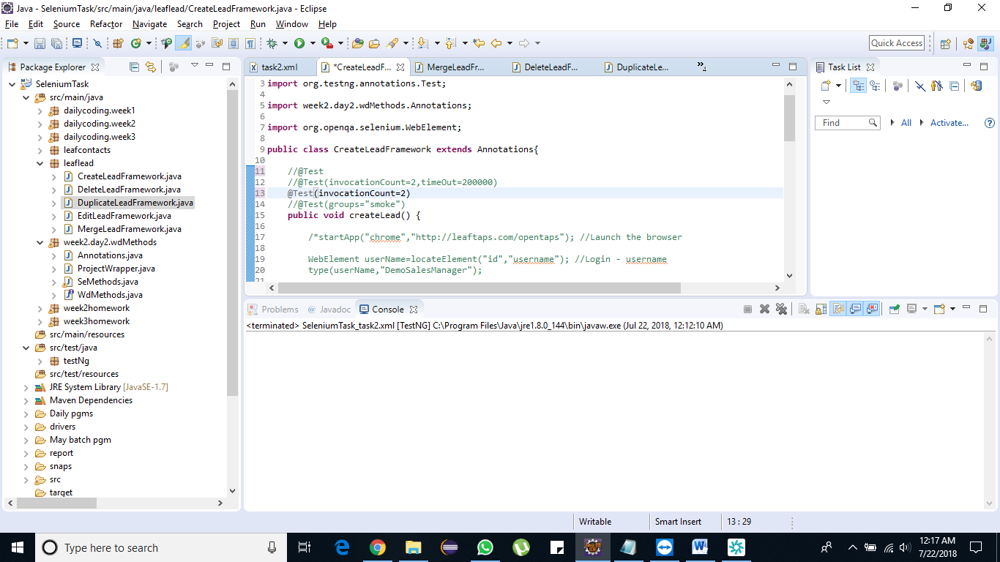 Java - SeleniumTask/src/main/java/leaflead/CreateLeadFramework.java - Eclipse
File Edit Source Refactor Navigate Search Project Run Window Help
Quick Access
Package Explorer
SeleniumTask
src/main/java
dailycoding.week1
dailycoding.week2
dailycoding.week3
leafcontacts
leaflead
CreateLeadFramework.java
DeleteLeadFramework.java
DuplicateLeadFramework.java
EditLeadFramework.java
MergeLeadFramework.java
week2.day2.wdMethods
Annotations.java
ProjectWrapper.java
SeMethods.java
WdMethods.java
week2homework
week3homework
src/main/resources
src/test/java
testNg
src/test/resources
JRE System Library [JavaSE-1.7]
Maven Dependencies
Daily pgms
drivers
May batch pgm
report
snaps
src
target
task2.xml *CreateLeadF... MergeLeadFr... DeleteLeadF... DuplicateLe... »4
3 import org.testng.annotations.Test;
4
5 import week2.day2.wdMethods.Annotations;
6
7 import org.openqa.selenium.WebElement;
8
9 public class CreateLeadFramework extends Annotations{
10
11 //@Test
12 //@Test(invocationCount=2,timeOut=200000)
13 @Test(invocationCount=2)
14 //@Test(groups="smoke")
15 public void createLead() {
16
17 /*startApp("chrome","http://leaftaps.com/opentaps"); //Launch the browser
18
19 WebElement userName=locateElement("id","username"); //Login - username
20 type(userName,"DemoSalesManager");
21
Task List
Find All Activate...
Problems @ Javadoc Console
<terminated> SeleniumTask_task2.xml [TestNG] C:\Program Files\Java\jre1.8.0_144\bin\javaw.exe (Jul 22, 2018, 12:12:10 AM)
Writable Smart Insert 13 : 29
Type here to search
12:17 AM
7/22/2018